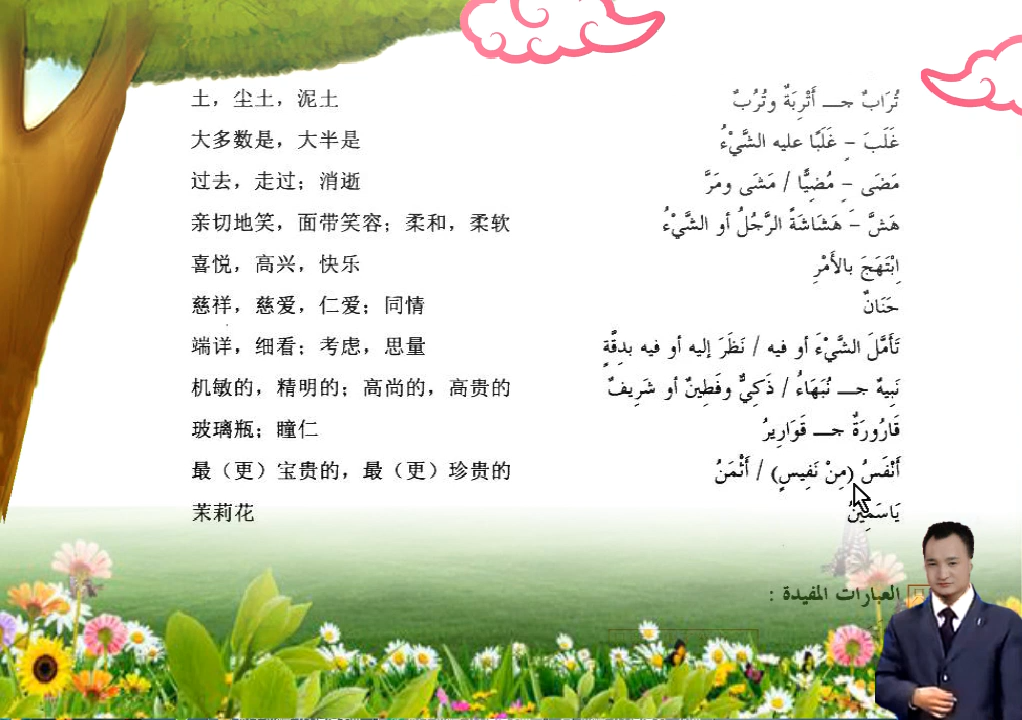 土，尘土，泥土 تُرَابٌ جـــ أَتْرِبَةٌ وتُرُبٌ
大多数是，大半是 غَلَبَ –ِ غَلَبًا عليه الشَّيْءُ
过去，走过；消逝 مَضَى –ِ مُضِيًّا / مَشَى ومَرَّ
亲切地笑，面带笑容；柔和，柔软 هَشَّ –َ هَشَاشَةً الرَّجُلُ أو الشَّيْءُ
喜悦，高兴，快乐 اِبْتَهَجَ بالأَمْرِ
慈祥，慈爱，仁爱；同情 حَنَانٌ
端详，细看；考虑，思量 تَأَمَّلَ الشَّيْءَ أو فيه / نَظَرَ إليه أو فيه بدِقَّةٍ
机敏的，精明的；高尚的，高贵的 نَبِيهٌ جـــ نُبَهَاءُ / ذَكِيٌّ وفَطِينٌ أو شَرِيفٌ
玻璃瓶；瞳仁 قَارُورَةٌ جـــ قَوَارِيرُ
最（更）宝贵的，最（更）珍贵的 أَنْفَسُ (مِنْ نَفِيسٍ) / أَثْمَنُ
茉莉花 يَاسَمِينُ
العبارات المفيدة :